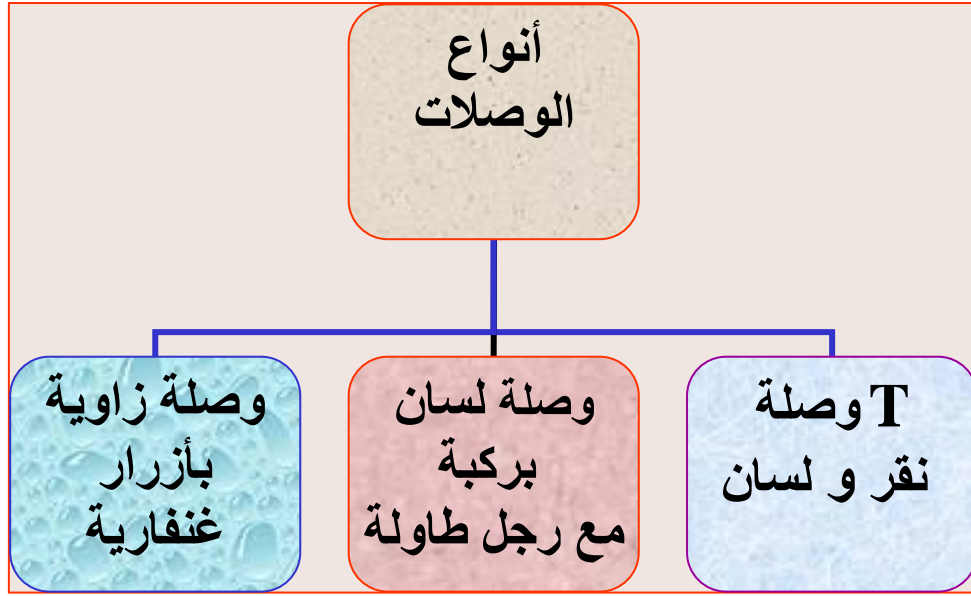 أنواع
الوصلات
وصلة T
نقر و لسان
وصلة لسان
بركبة
مع رجل طاولة
وصلة زاوية
بأزرار
غنفارية